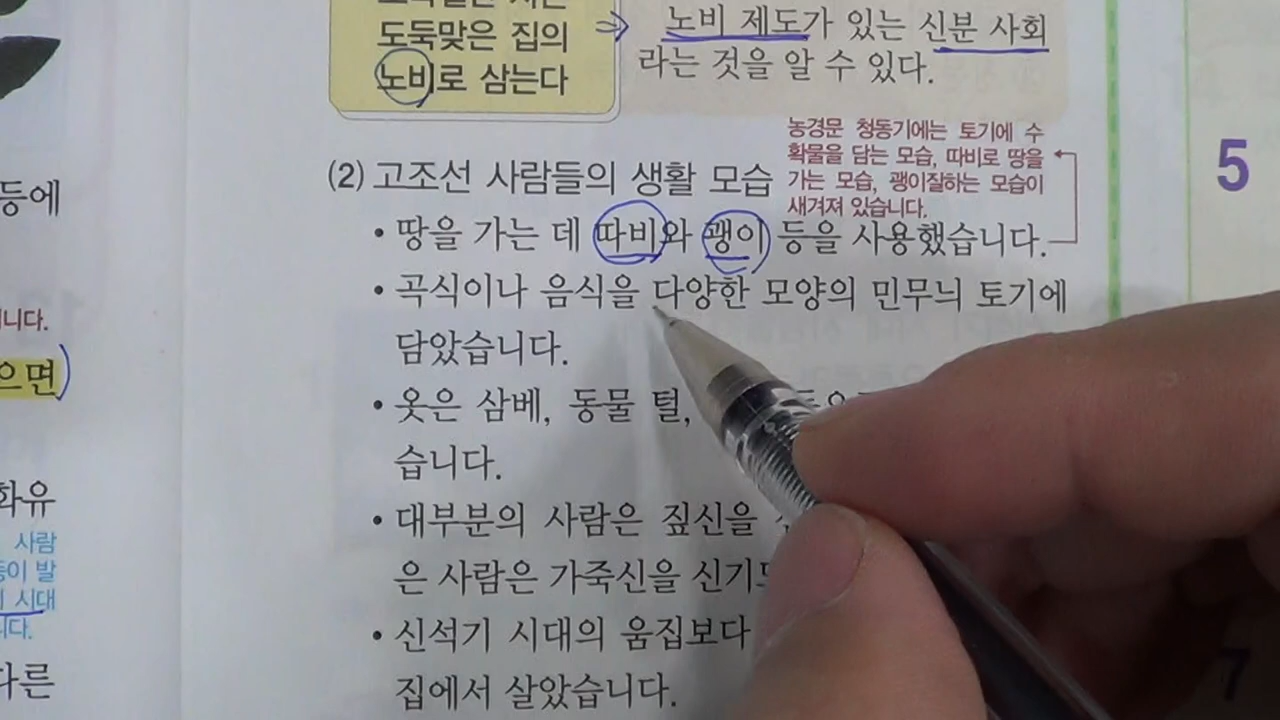 도둑맞은 집의
노비로 삼는다
노비 제도가 있는 신분 사회
라는 것을 알 수 있다.
농경문 청동기에는 토기에 수
확물을 담는 모습, 따비로 땅을
가는 모습, 괭이질하는 모습이
새겨져 있습니다.
(2) 고조선 사람들의 생활 모습
• 땅을 가는 데 따비와 괭이 등을 사용했습니다.
• 곡식이나 음식을 다양한 모양의 민무늬 토기에
담았습니다.
• 옷은 삼베, 동물 털,
습니다.
• 대부분의 사람은 짚신을
은 사람은 가죽신을
• 신석기 시대의 움집보다
집에서 살았습니다.
등에
니다.
으면
화유
사람
등이 발
시대
니다.
다른
5
7